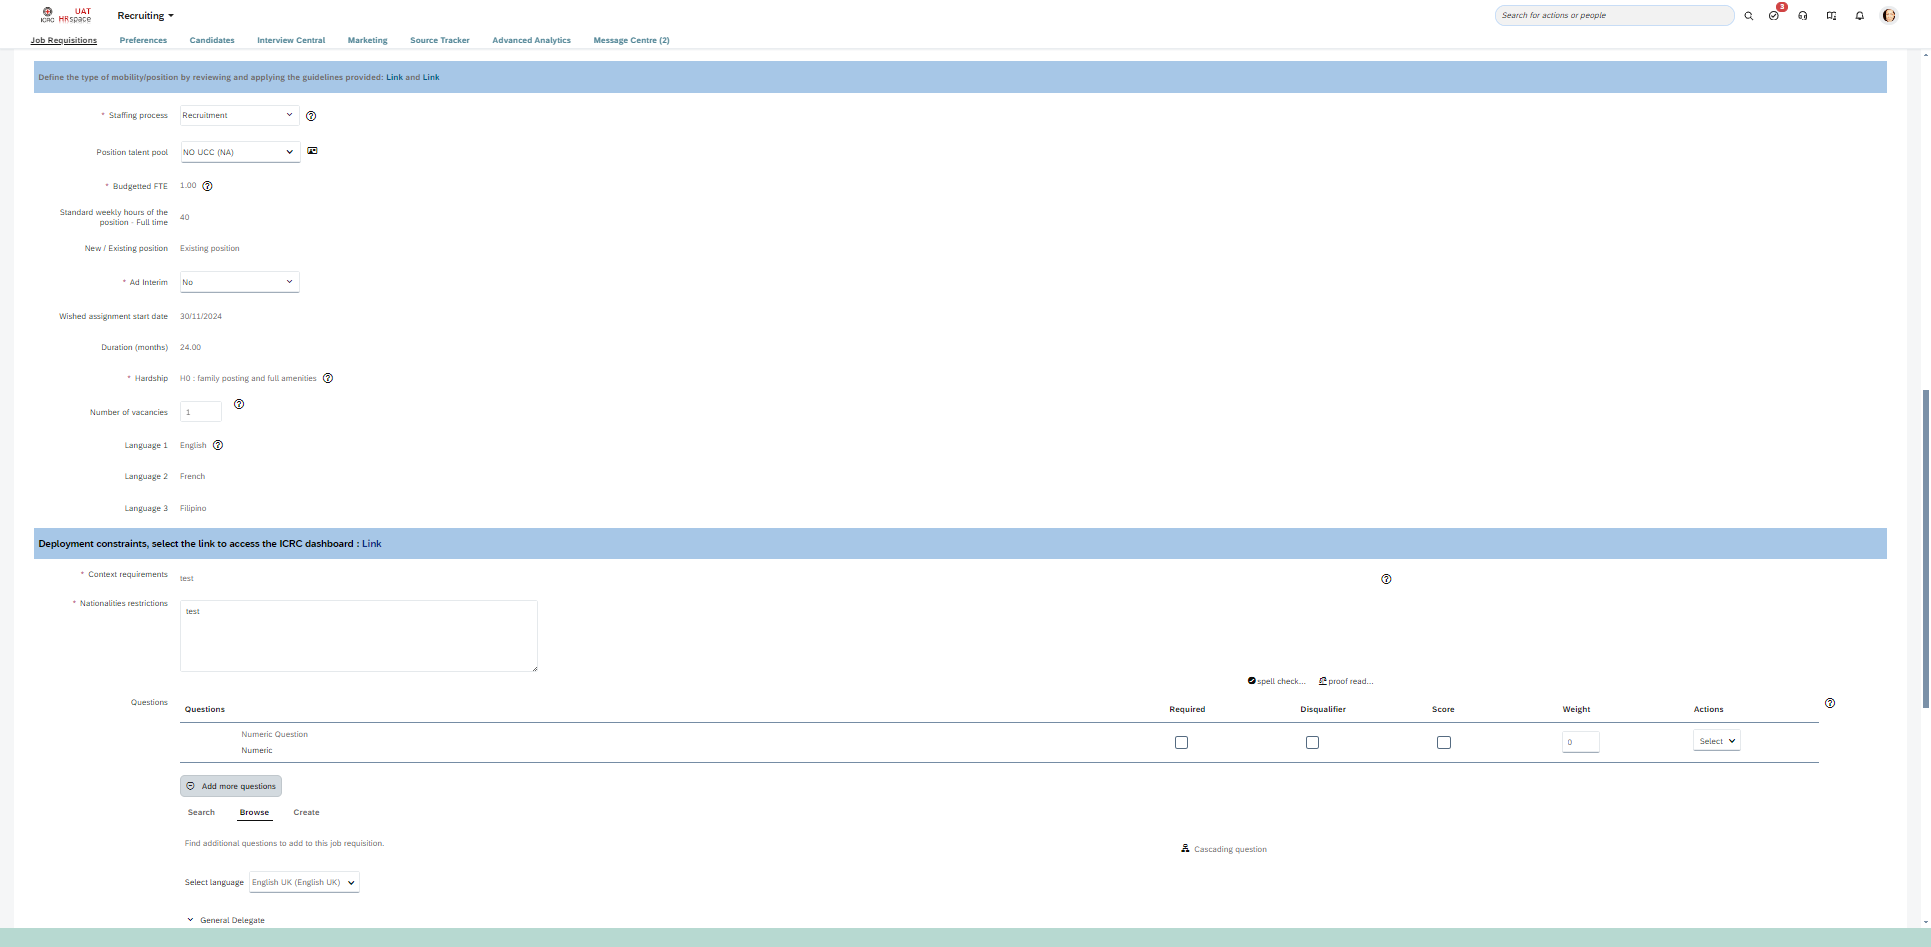 ICRC
UAT
HRspace
Recruiting
Search for actions or people
3
Job Requisitions
Preferences
Candidates
Interview Central
Marketing
Source Tracker
Advanced Analytics
Message Centre (2)
Define the type of mobility/position by reviewing and applying the guidelines provided: Link and Link
* Staffing process
Recruitment
Position talent pool
NO UCC (NA)
* Budgetted FTE
1.00
Standard weekly hours of the
position - Full time
40
New / Existing position
Existing position
* Ad Interim
No
Wished assignment start date
30/11/2024
Duration (months)
24.00
* Hardship
H0 : family posting and full amenities
Number of vacancies
1
Language 1
English
Language 2
French
Language 3
Filipino
Deployment constraints, select the link to access the ICRC dashboard : Link
* Context requirements
test
* Nationalities restrictions
test
spell check...
proof read...
Questions
Questions
Required
Disqualifier
Score
Weight
Actions
Numeric Question
Numeric
0
Select
Add more questions
Search
Browse
Create
Find additional questions to add to this job requisition.
Cascading question
Select language
English UK (English UK)
General Delegate